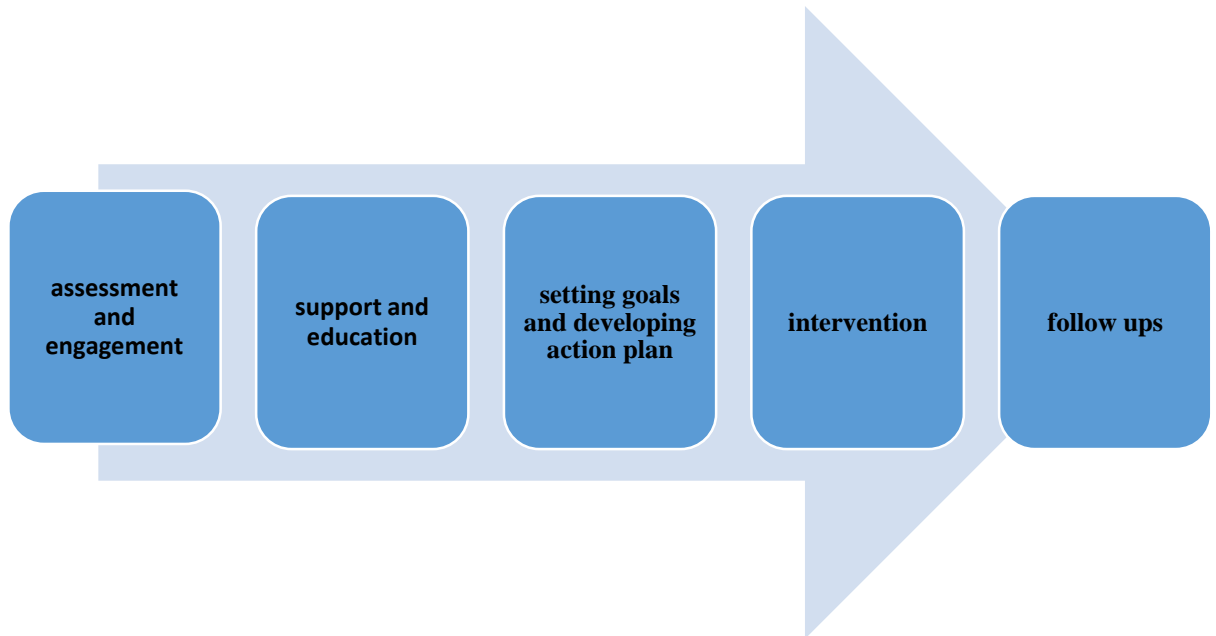 assessment
and
engagement
support and
education
setting goals
and developing
action plan
intervention
follow ups